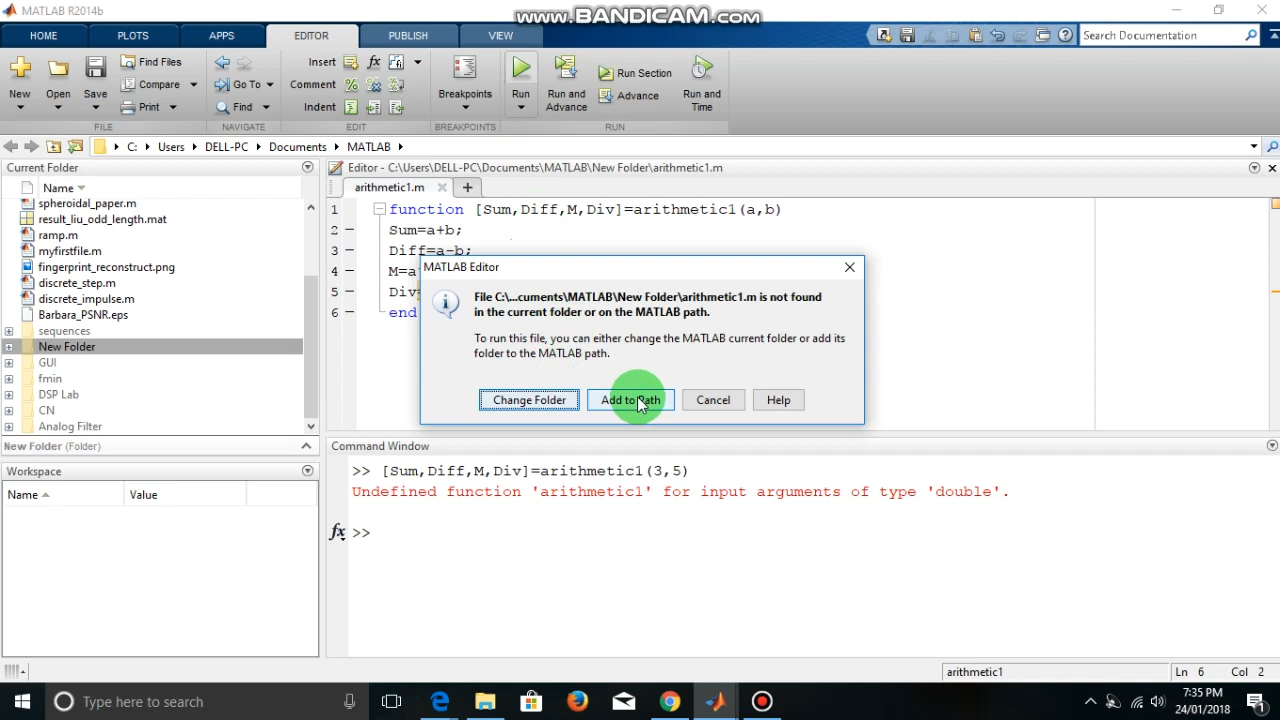 MATLAB R2014b
www.BANDICAM.com
HOME
PLOTS
APPS
EDITOR
PUBLISH
VIEW
Search Documentation
New
Open
Save
Find Files
Compare
Print
Go To
Find
Insert
fx
Comment
Indent
Breakpoints
Run
Run and Advance
Run Section
Advance
Run and Time
FILE
NAVIGATE
EDIT
BREAKPOINTS
RUN
C: Users DELL-PC Documents MATLAB
Current Folder
Name
spheroidal_paper.m
result_liu_odd_length.mat
ramp.m
myfirstfile.m
fingerprint_reconstruct.png
discrete_step.m
discrete_impulse.m
Barbara_PSNR.eps
sequences
New Folder
GUI
fmin
DSP Lab
CN
Analog Filter
New Folder (Folder)
Workspace
Name
Value
Editor - C:\Users\DELL-PC\Documents\MATLAB\New Folder\arithmetic1.m
arithmetic1.m
1 function [Sum,Diff,M,Div]=arithmetic1(a,b)
2 Sum=a+b;
3 Diff=a-b;
4 M=a
5 Div
6 end
MATLAB Editor
File C:\...cuments\MATLAB\New Folder\arithmetic1.m is not found
in the current folder or on the MATLAB path.
To run this file, you can either change the MATLAB current folder or add its
folder to the MATLAB path.
Change Folder
Add to Path
Cancel
Help
Command Window
>> [Sum,Diff,M,Div]=arithmetic1(3,5)
Undefined function 'arithmetic1' for input arguments of type 'double'.
fx >>
arithmetic1
Ln 6 Col 2
Type here to search
7:35 PM
24/01/2018
1